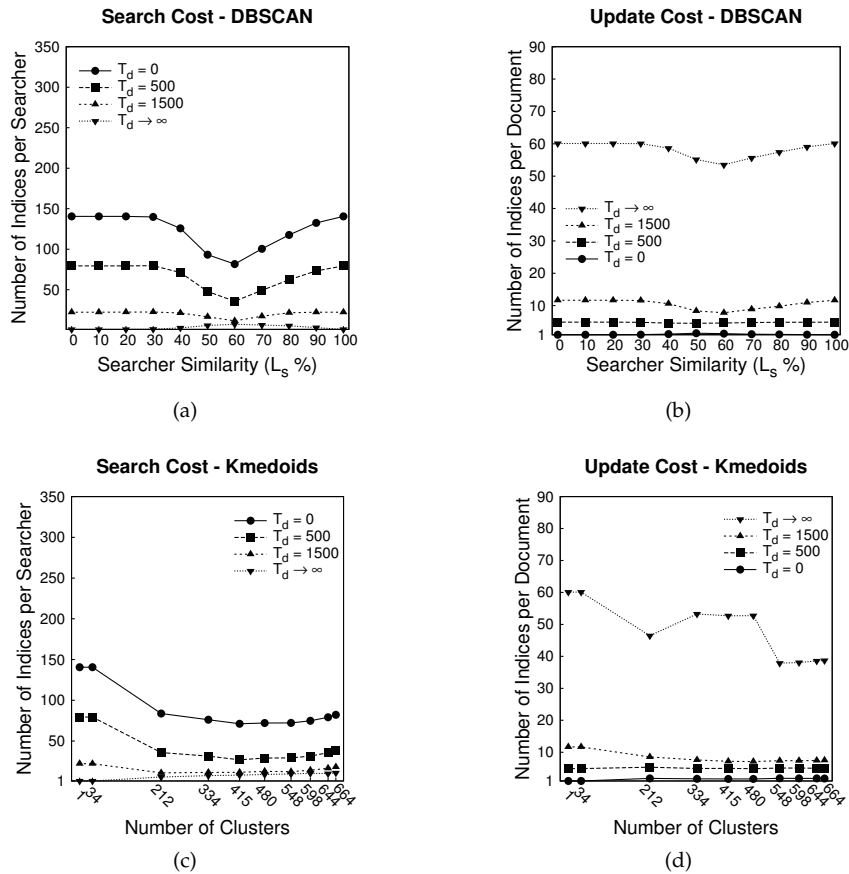 Search Cost - DBSCAN
350
300
250
200
150
100
50
1
Number of Indices per Searcher
T_d = 0
T_d = 500
T_d = 1500
T_d → ∞
0 10 20 30 40 50 60 70 80 90 100
Searcher Similarity (L_s %)
(a)
Update Cost - DBSCAN
90
80
70
60
50
40
30
20
10
1
Number of Indices per Document
T_d → ∞
T_d = 1500
T_d = 500
T_d = 0
0 10 20 30 40 50 60 70 80 90 100
Searcher Similarity (L_s %)
(b)
Search Cost - Kmedoids
350
300
250
200
150
100
50
1
Number of Indices per Searcher
T_d = 0
T_d = 500
T_d = 1500
T_d → ∞
1 34 212 334 415 480 548 598 644 664
Number of Clusters
(c)
Update Cost - Kmedoids
90
80
70
60
50
40
30
20
10
1
Number of Indices per Document
T_d → ∞
T_d = 1500
T_d = 500
T_d = 0
1 34 212 334 415 480 548 598 644 664
Number of Clusters
(d)